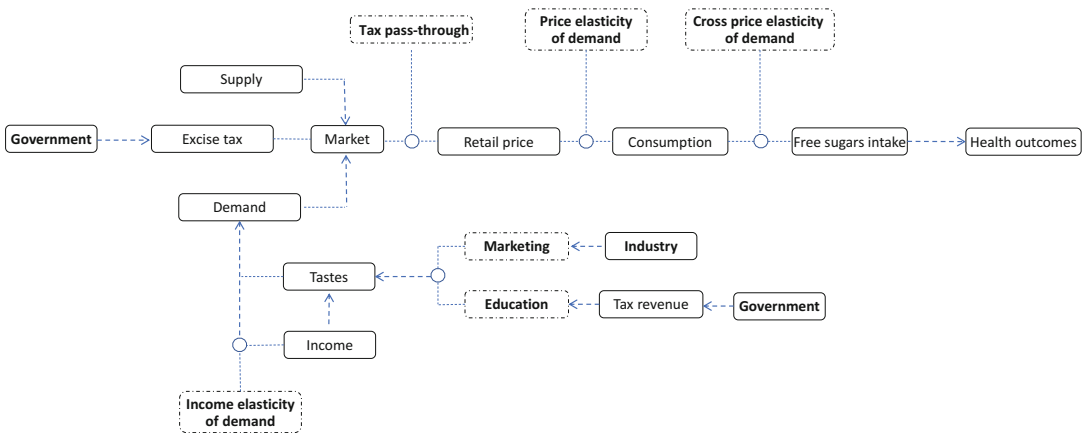 Tax pass-through
Price elasticity
of demand
Cross price elasticity
of demand
Supply
Government
Excise tax
Market
Retail price
Consumption
Free sugars intake
Health outcomes
Demand
Marketing
Industry
Tastes
Education
Tax revenue
Government
Income
Income elasticity
of demand